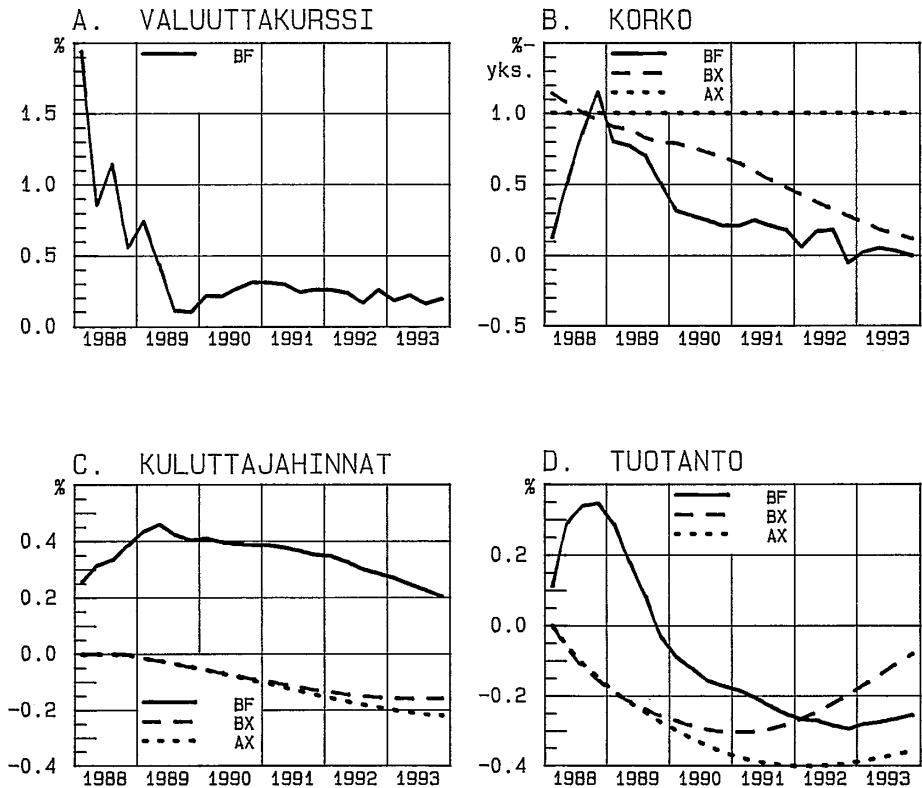 A. VALUUTTAKURSSI
%
BF
1.5
1.0
0.5
0.0
1988 1989 1990 1991 1992 1993
B. KORKO
%-
yks.
BF
BX
AX
1.0
0.5
0.0
-0.5
1988 1989 1990 1991 1992 1993
C. KULUTTAJAHINNAT
%
0.4
0.2
0.0
-0.2
-0.4
BF
BX
AX
1988 1989 1990 1991 1992 1993
D. TUOTANTO
%
BF
BX
AX
0.2
0.0
-0.2
-0.4
1988 1989 1990 1991 1992 1993